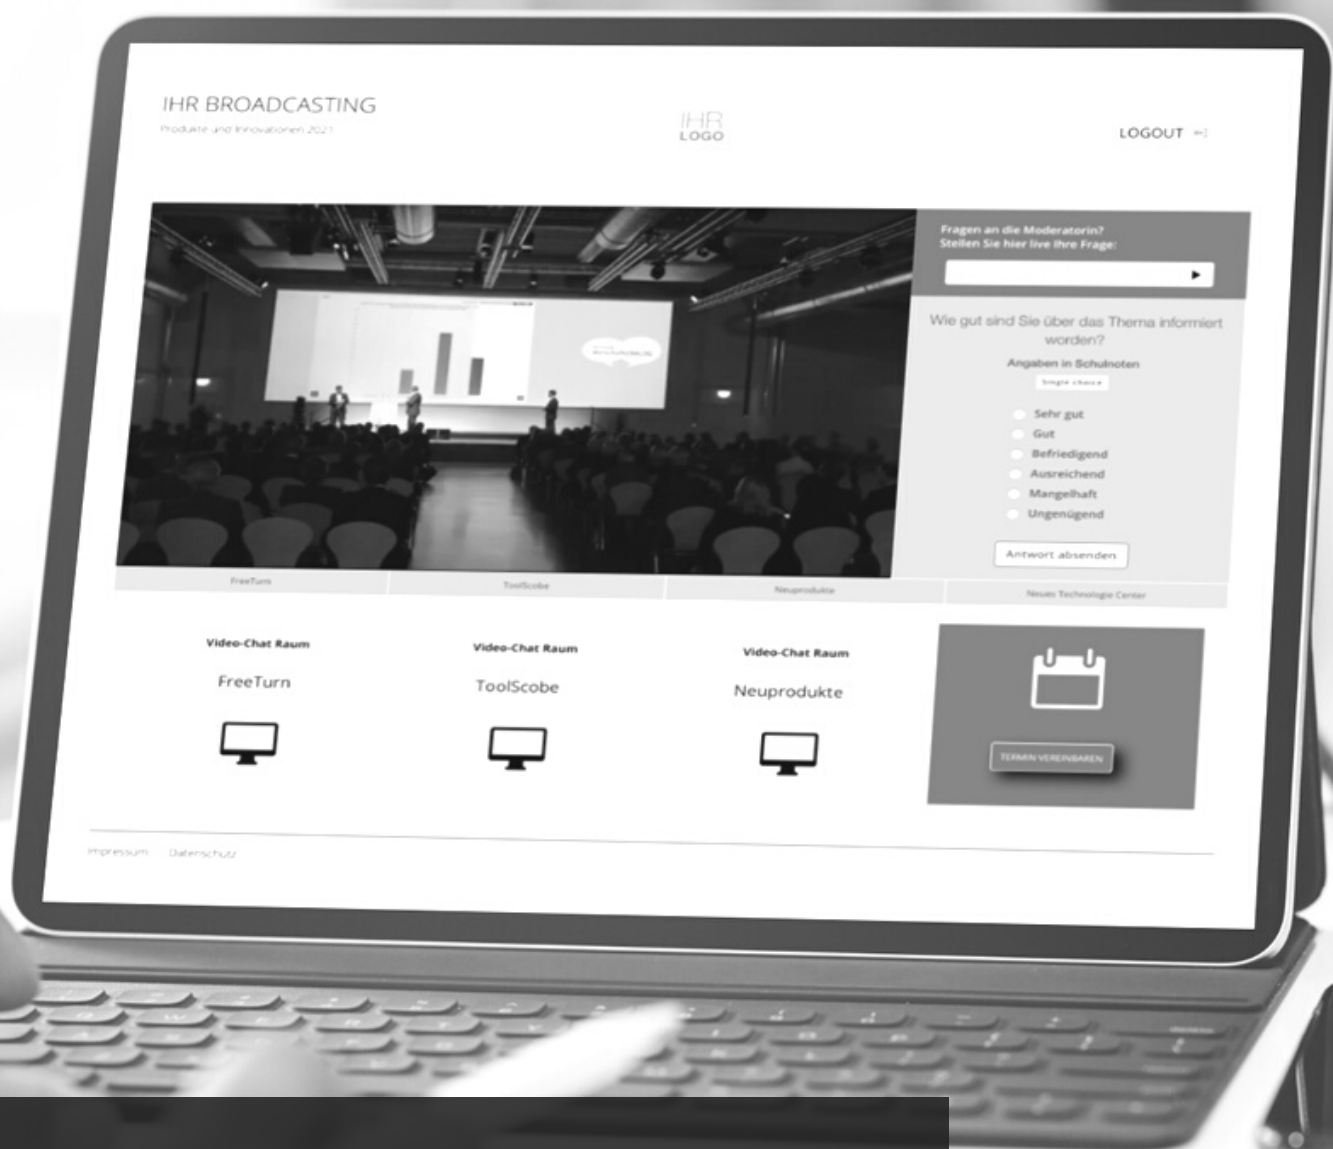 IHR BROADCASTING
Produkte und Innovationen 2021
IHR
LOGO
LOGOUT
Fragen an die Moderatorin?
Stellen Sie hier live Ihre Frage:
Wie gut sind Sie über das Thema informiert
worden?
Angaben in Schulnoten
Single choice
Sehr gut
Gut
Befriedigend
Ausreichend
Mangelhaft
Ungenügend
Antwort absenden
FreeTurn
ToolScobe
Neuprodukte
Neues Technologie Center
Video-Chat Raum
FreeTurn
Video-Chat Raum
ToolScobe
Video-Chat Raum
Neuprodukte
TERMIN VEREINBAREN
Impressum
Datenschutz